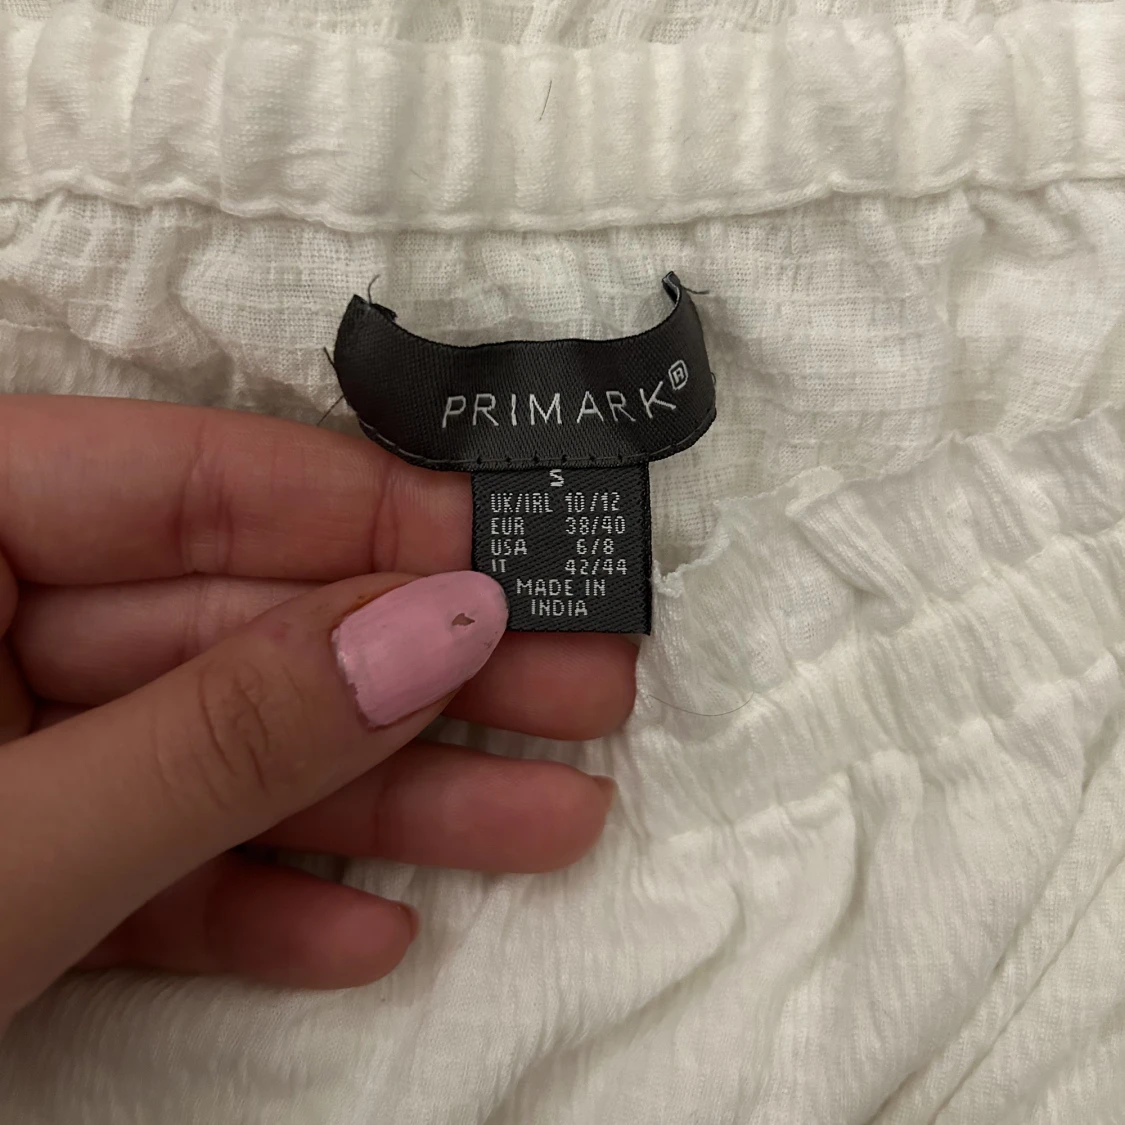 PRIMARK®
S
UK/IRL 10/12
EUR 38/40
USA 6/8
IT 42/44
MADE IN
INDIA